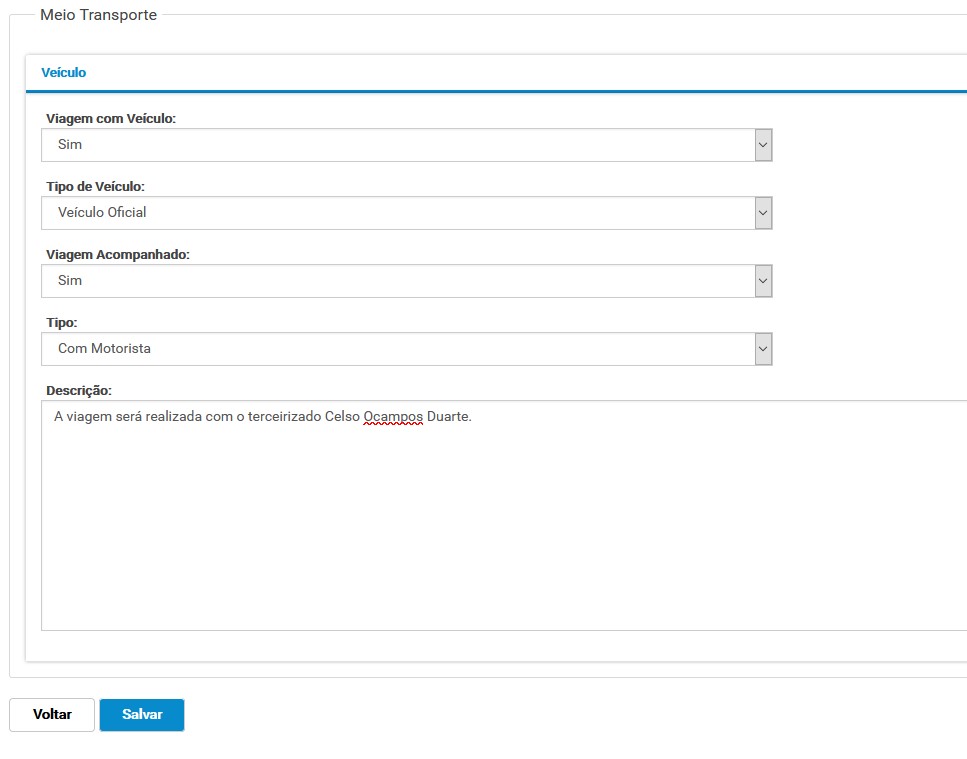 Meio Transporte
Veículo
Viagem com Veículo:
Sim
Tipo de Veículo:
Veículo Oficial
Viagem Acompanhado:
Sim
Tipo:
Com Motorista
Descrição:
A viagem será realizada com o terceirizado Celso Ocampos Duarte.
Voltar Salvar